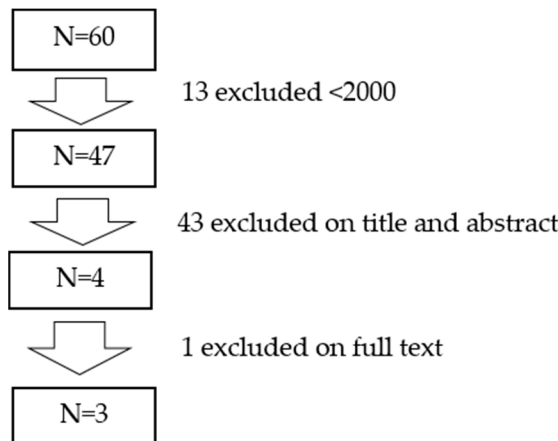 N=60
13 excluded <2000
N=47
43 excluded on title and abstract
N=4
1 excluded on full text
N=3